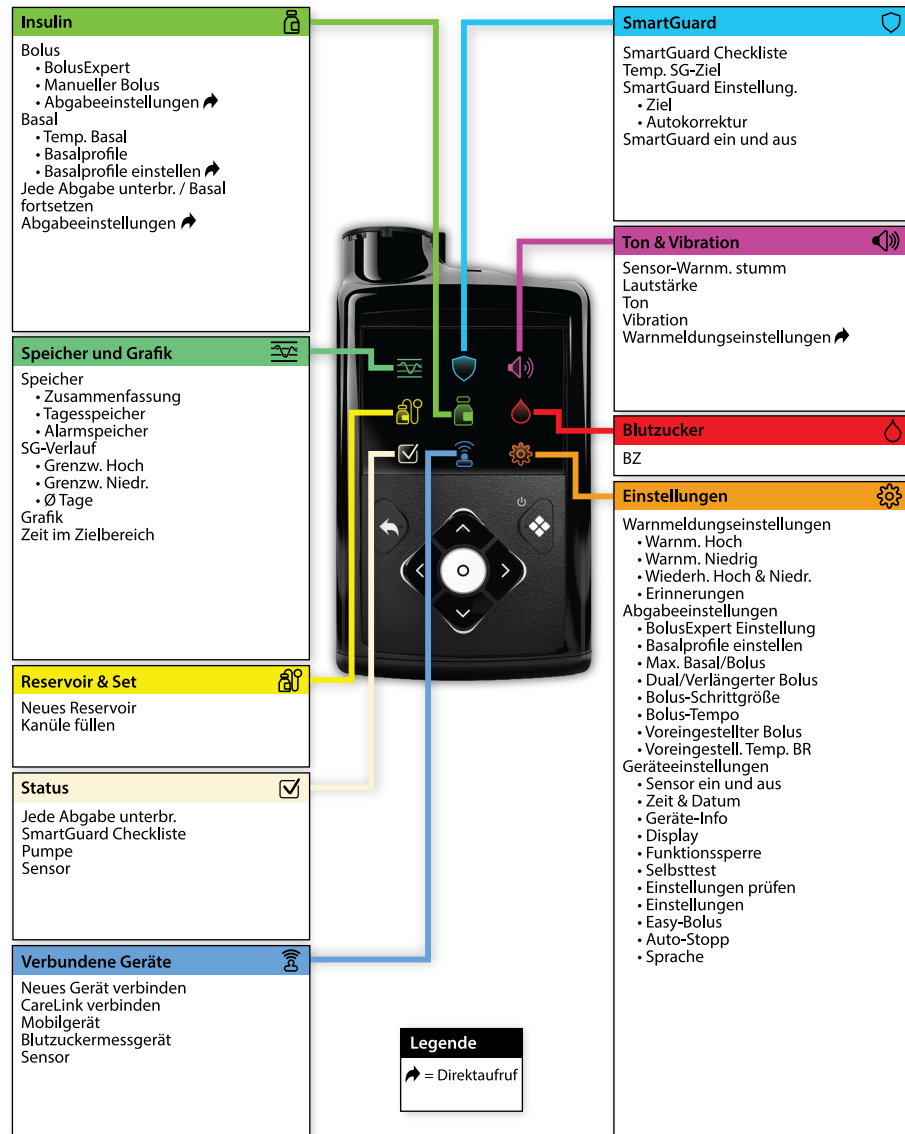 Insulin
Bolus
• BolusExpert
• Manueller Bolus
• Abgabeeinstellungen
Basal
• Temp. Basal
• Basalprofile
• Basalprofile einstellen
Jede Abgabe unterbr. / Basal
fortsetzen
Abgabeeinstellungen
Speicher und Grafik
Speicher
• Zusammenfassung
• Tagesspeicher
• Alarmspeicher
SG-Verlauf
• Grenzw. Hoch
• Grenzw. Niedr.
• Ø Tage
Grafik
Zeit im Zielbereich
Reservoir & Set
Neues Reservoir
Kanüle füllen
Status
Jede Abgabe unterbr.
SmartGuard Checkliste
Pumpe
Sensor
Verbundene Geräte
Neues Gerät verbinden
CareLink verbinden
Mobilgerät
Blutzuckermessgerät
Sensor
SmartGuard
SmartGuard Checkliste
Temp. SG-Ziel
SmartGuard Einstellung.
• Ziel
• Autokorrektur
SmartGuard ein und aus
Ton & Vibration
Sensor-Warnm. stumm
Lautstärke
Ton
Vibration
Warnmeldungseinstellungen
Blutzucker
BZ
Einstellungen
Warnmeldungseinstellungen
• Warnm. Hoch
• Warnm. Niedrig
• Wiederh. Hoch & Niedr.
• Erinnerungen
Abgabeeinstellungen
• BolusExpert Einstellung
• Basalprofile einstellen
• Max. Basal/Bolus
• Dual/Verlängerter Bolus
• Bolus-Schrittgröße
• Bolus-Tempo
• Voreingestellter Bolus
• Voreingestell. Temp. BR
Geräteeinstellungen
• Sensor ein und aus
• Zeit & Datum
• Geräte-Info
• Display
• Funktionssperre
• Selbsttest
• Einstellungen prüfen
• Einstellungen
• Easy-Bolus
• Auto-Stopp
• Sprache
Legende
= Direktaufruf